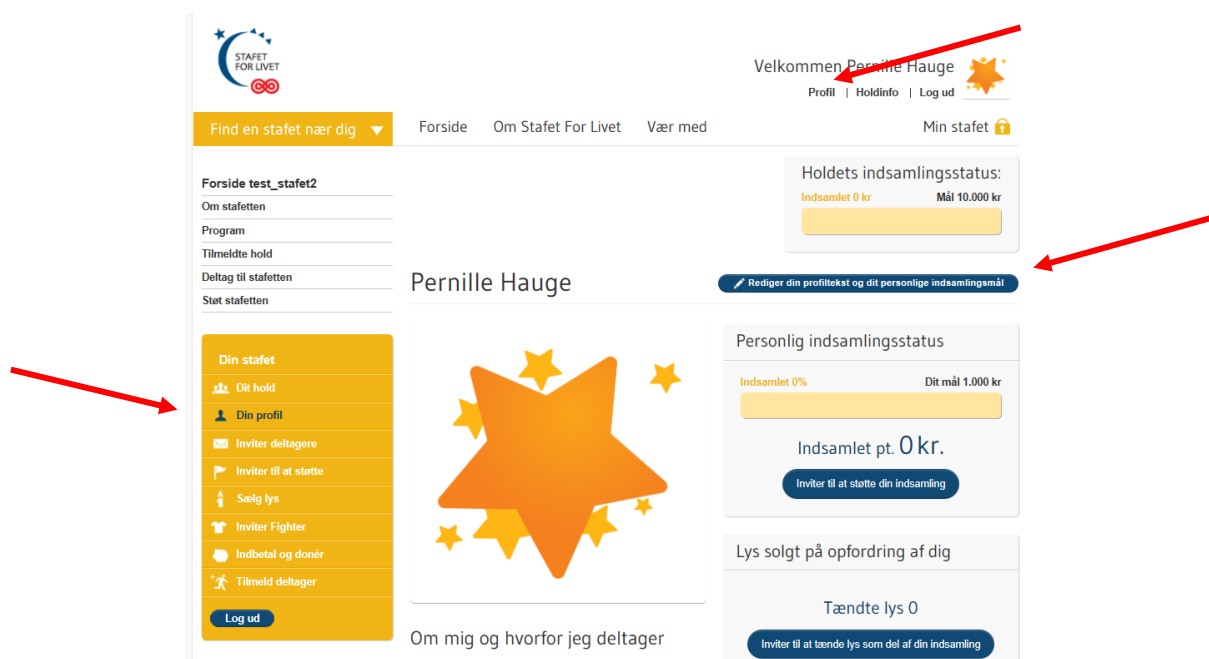 STAFET
FOR LIVET
Velkommen Pernille Hauge
Profil | Holdinfo | Log ud
Find en stafet nær dig
Forside Om Stafet For Livet Vær med
Min stafet
Forside test_stafet2
Om stafetten
Program
Tilmeldte hold
Deltag til stafetten
Støt stafetten
Holdets indsamlingsstatus:
Indsamlet 0 kr Mål 10.000 kr
Pernille Hauge
Rediger din profiltekst og dit personlige indsamlingsmål
Din stafet
Dit hold
Din profil
Inviter deltagere
Inviter til at støtte
Sælg lys
Inviter Fighter
Indbetal og donér
Tilmeld deltager
Log ud
Personlig indsamlingsstatus
Indsamlet 0% Dit mål 1.000 kr
Indsamlet pt. 0 kr.
Inviter til at støtte din indsamling
Lys solgt på opfordring af dig
Tændte lys 0
Inviter til at tænde lys som del af din indsamling
Om mig og hvorfor jeg deltager